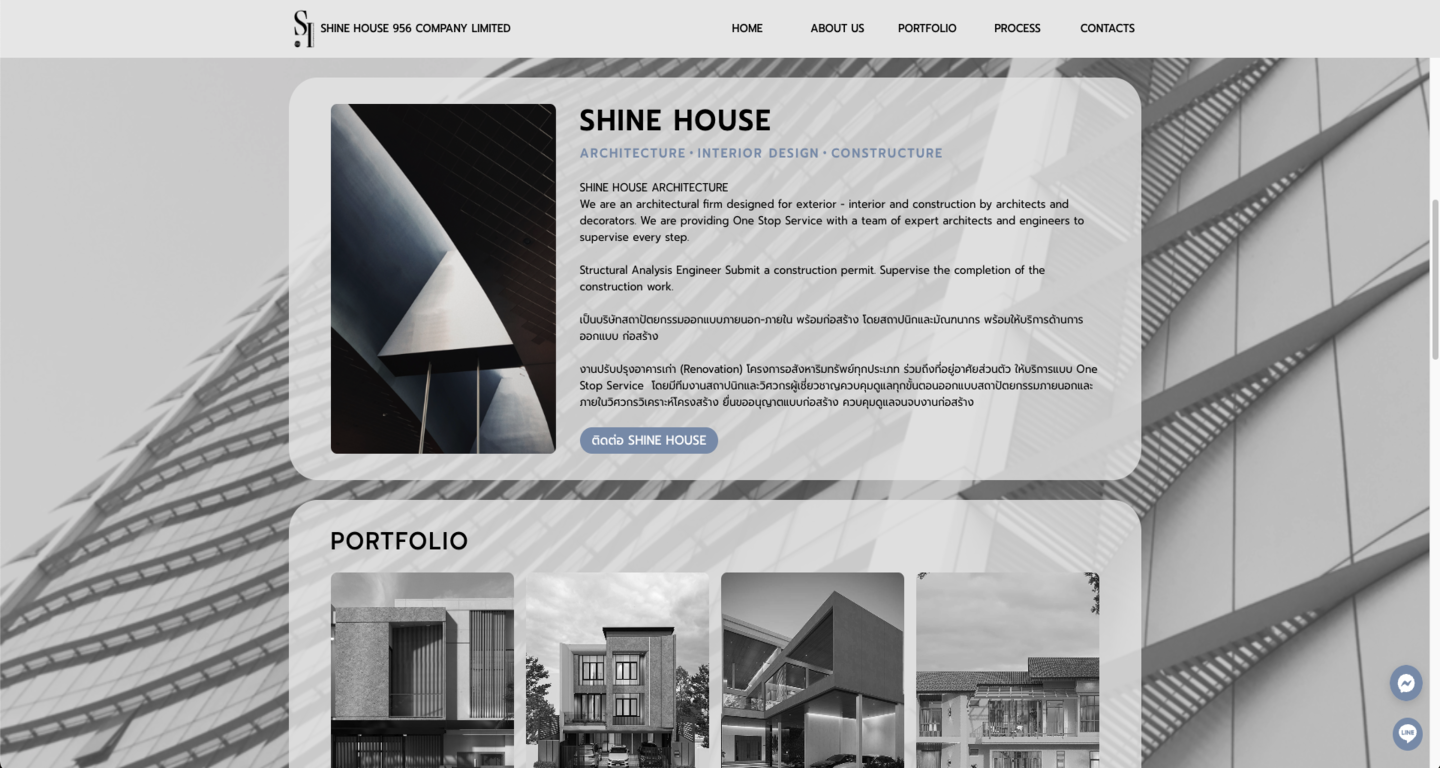 SHINE HOUSE 956 COMPANY LIMITED
HOME
ABOUT US
PORTFOLIO
PROCESS
CONTACTS
SHINE HOUSE
ARCHITECTURE • INTERIOR DESIGN • CONSTRUCTURE
SHINE HOUSE ARCHITECTURE
We are an architectural firm designed for exterior - interior and construction by architects and
decorators. We are providing One Stop Service with a team of expert architects and engineers to
supervise every step.
Structural Analysis Engineer Submit a construction permit. Supervise the completion of the
construction work.
เป็นบริษัทสถาปัตยกรรมออกแบบภายนอก-ภายใน พร้อมก่อสร้าง โดยสถาปนิกและมัณฑนากร พร้อมให้บริการด้านการ
ออกแบบ ก่อสร้าง
งานปรับปรุงอาคารเก่า (Renovation) โครงการอสังหาริมทรัพย์ทุกประเภท ร่วมถึงที่อยู่อาศัยส่วนตัว ให้บริการแบบ One
Stop Service โดยมีทีมงานสถาปนิกและวิศวกรผู้เชี่ยวชาญควบคุมดูแลทุกขั้นตอนออกแบบสถาปัตยกรรมภายนอกและ
ภายในวิศวกรวิเคราะห์โครงสร้าง ยื่นขออนุญาตแบบก่อสร้าง ควบคุมดูแลจนจบงานก่อสร้าง
ติดต่อ SHINE HOUSE
PORTFOLIO
LINE